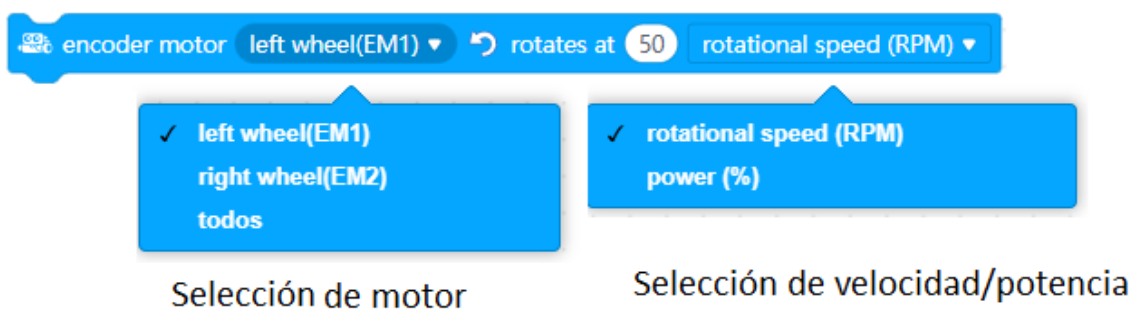 encoder motor left wheel(EM1) rotates at 50 rotational speed (RPM)
left wheel(EM1)
right wheel(EM2)
todos
rotational speed (RPM)
power (%)
Selección de motor
Selección de velocidad/potencia